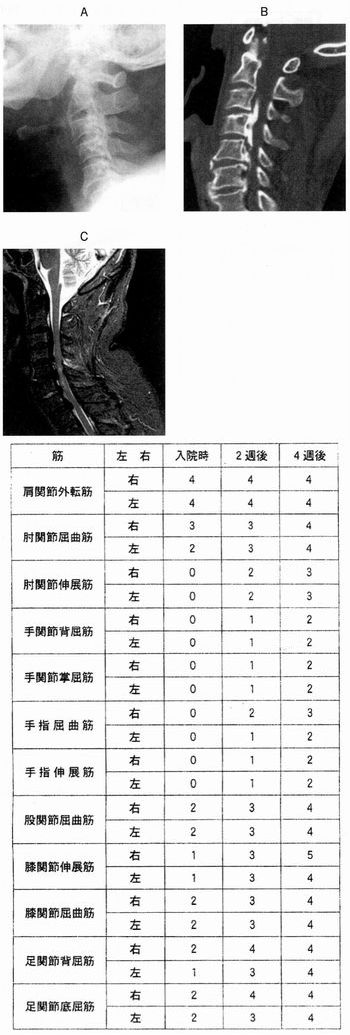 A
B
C
筋 左 右 入院時 2週後 4週後
肩関節外転筋 右 4 4 4
左 4 4 4
肘関節屈曲筋 右 3 3 4
左 2 3 4
肘関節伸展筋 右 0 2 3
左 0 2 3
手関節背屈筋 右 0 1 2
左 0 1 2
手関節掌屈筋 右 0 1 2
左 0 1 2
手指屈曲筋 右 0 2 3
左 0 1 2
手指伸展筋 右 0 1 2
左 0 1 2
股関節屈曲筋 右 2 3 4
左 2 3 4
膝関節伸展筋 右 1 3 5
左 1 3 4
膝関節屈曲筋 右 2 3 4
左 2 3 4
足関節背屈筋 右 2 4 4
左 1 3 4
足関節底屈筋 右 2 4 4
左 2 3 4